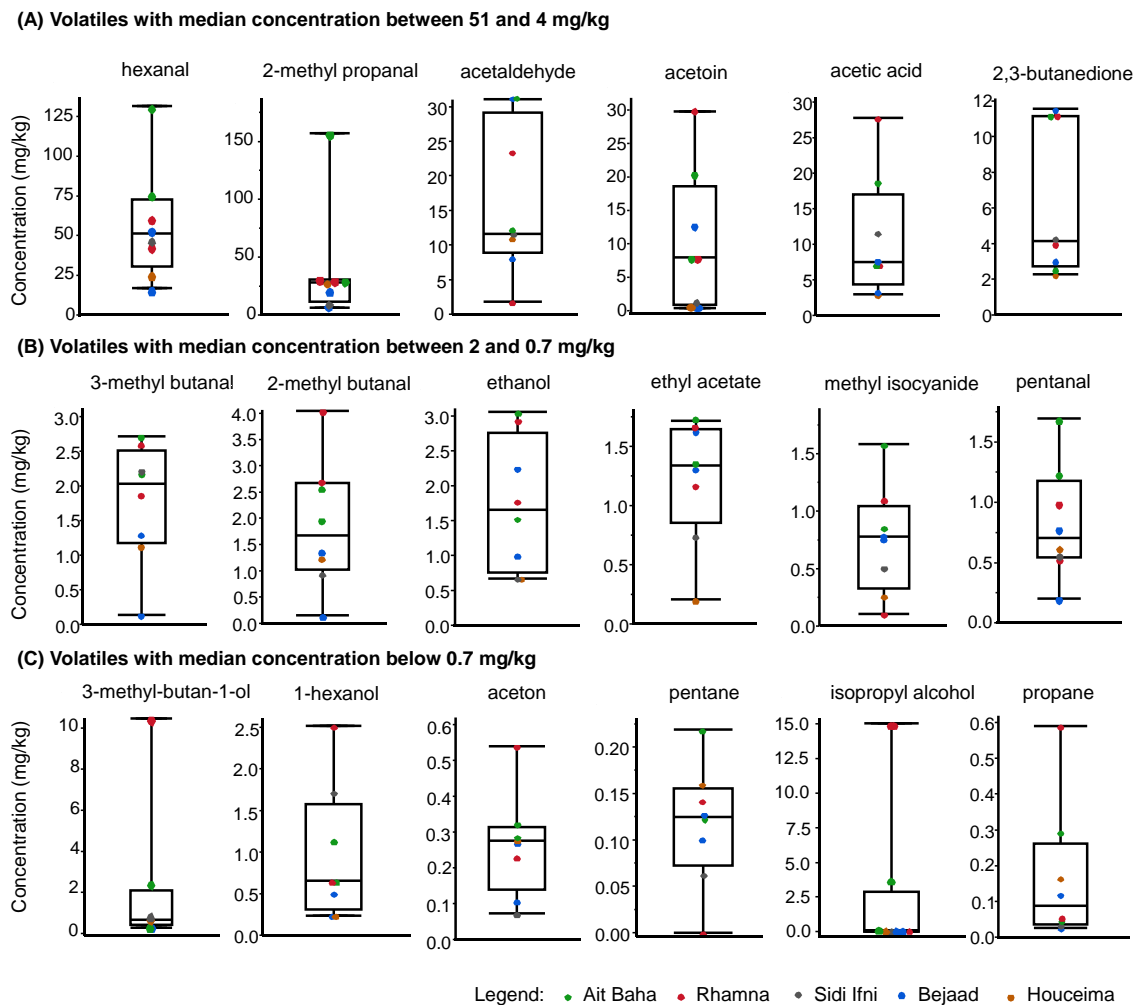 (A) Volatiles with median concentration between 51 and 4 mg/kg
hexanal 2-methyl propanal acetaldehyde acetoin acetic acid 2,3-butanedione
Concentration (mg/kg)
125 100 75 50 25 0
150 100 50 0
30 25 20 15 10 5 0
30 25 20 15 10 5 0
30 25 20 15 10 5 0
12 10 8 6 4 2 0
(B) Volatiles with median concentration between 2 and 0.7 mg/kg
3-methyl butanal 2-methyl butanal ethanol ethyl acetate methyl isocyanide pentanal
Concentration (mg/kg)
3.0 2.5 2.0 1.5 1.0 0.5 0.0
4.0 3.5 3.0 2.5 2.0 1.5 1.0 0.5 0.0
3.0 2.5 2.0 1.5 1.0 0.5 0.0
1.5 1.0 0.5 0.0
1.5 1.0 0.5 0.0
1.5 1.0 0.5 0.0
(C) Volatiles with median concentration below 0.7 mg/kg
3-methyl-butan-1-ol 1-hexanol aceton pentane isopropyl alcohol propane
Concentration (mg/kg)
10 8 6 4 2 0
2.5 2.0 1.5 1.0 0.5 0.0
0.6 0.5 0.4 0.3 0.2 0.1 0.0
0.20 0.15 0.10 0.05 0.00
15.0 12.5 10.0 7.5 5.0 2.5 0.0
0.6 0.5 0.4 0.3 0.2 0.1 0.0
Legend: Ait Baha Rhamna Sidi Ifni Bejaad Houceima